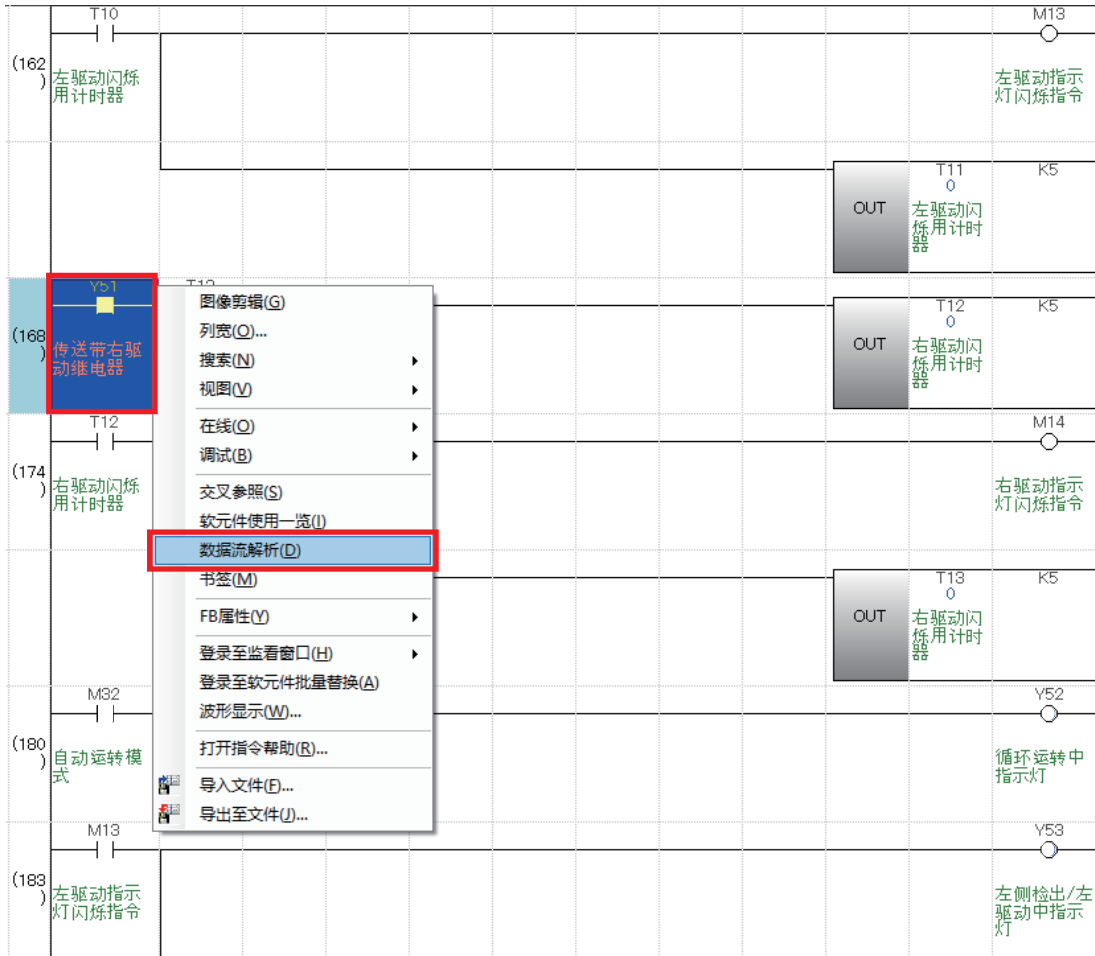 T10
M13
(162
)
左驱动闪烁
用计时器
左驱动指示
灯闪烁指令
T11
K5
0
OUT
左驱动闪
烁用计时
器
Y51
(168
)
传送带右驱
动继电器
图像剪辑(G)
列宽(O)...
搜索(N)
视图(V)
在线(O)
调试(B)
交叉参照(S)
软元件使用一览(I)
数据流解析(D)
书签(M)
FB属性(Y)
登录至监看窗口(H)
登录至软元件批量替换(A)
波形显示(W)...
打开指令帮助(R)...
导入文件(F)...
导出至文件(J)...
T12
K5
0
OUT
右驱动闪
烁用计时
器
T12
M14
(174
)
右驱动闪烁
用计时器
右驱动指示
灯闪烁指令
T13
K5
0
OUT
右驱动闪
烁用计时
器
M32
Y52
(180
)
自动运转模
式
循环运转中
指示灯
M13
Y53
(183
)
左驱动指示
灯闪烁指令
左侧检出/左
驱动中指示
灯